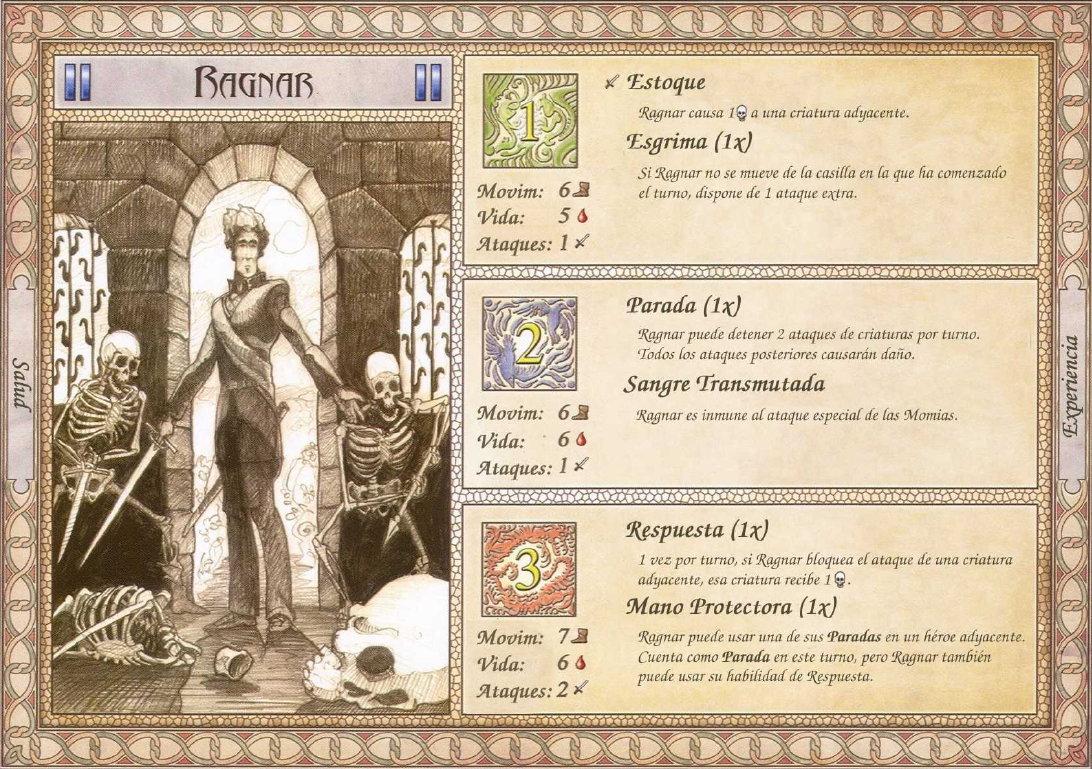 Ragnar
Salud
1
Movim: 6
Vida: 5
Ataques: 1
Estoque
Ragnar causa 1 a una criatura adyacente.
Esgrima (1x)
Si Ragnar no se mueve de la casilla en la que ha comenzado
el turno, dispone de 1 ataque extra.
2
Movim: 6
Vida: 6
Ataques: 1
Parada (1x)
Ragnar puede detener 2 ataques de criaturas por turno.
Todos los ataques posteriores causarán daño.
Sangre Transmutada
Ragnar es inmune al ataque especial de las Momias.
3
Movim: 7
Vida: 6
Ataques: 2
Respuesta (1x)
1 vez por turno, si Ragnar bloquea el ataque de una criatura
adyacente, esa criatura recibe 1.
Mano Protectora (1x)
Ragnar puede usar una de sus Paradas en un héroe adyacente.
Cuenta como Parada en este turno, pero Ragnar también
puede usar su habilidad de Respuesta.
Experiencia